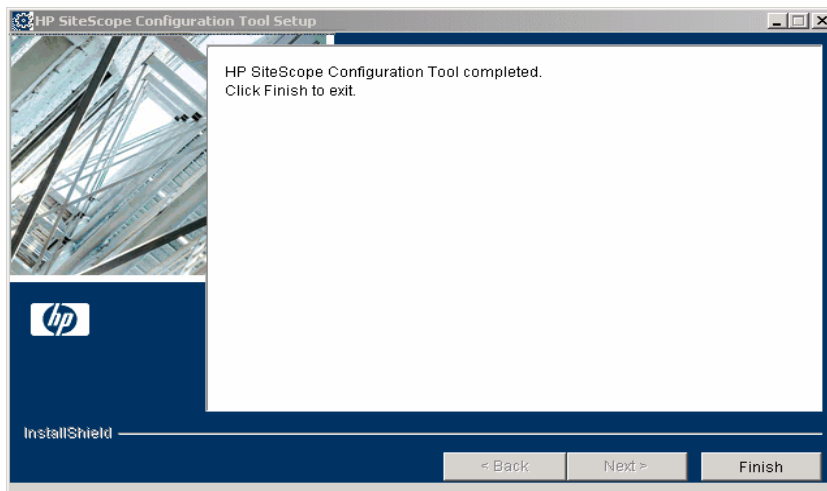 HP SiteScope Configuration Tool Setup
HP SiteScope Configuration Tool completed.
Click Finish to exit.
hp
InstallShield
< Back
Next >
Finish